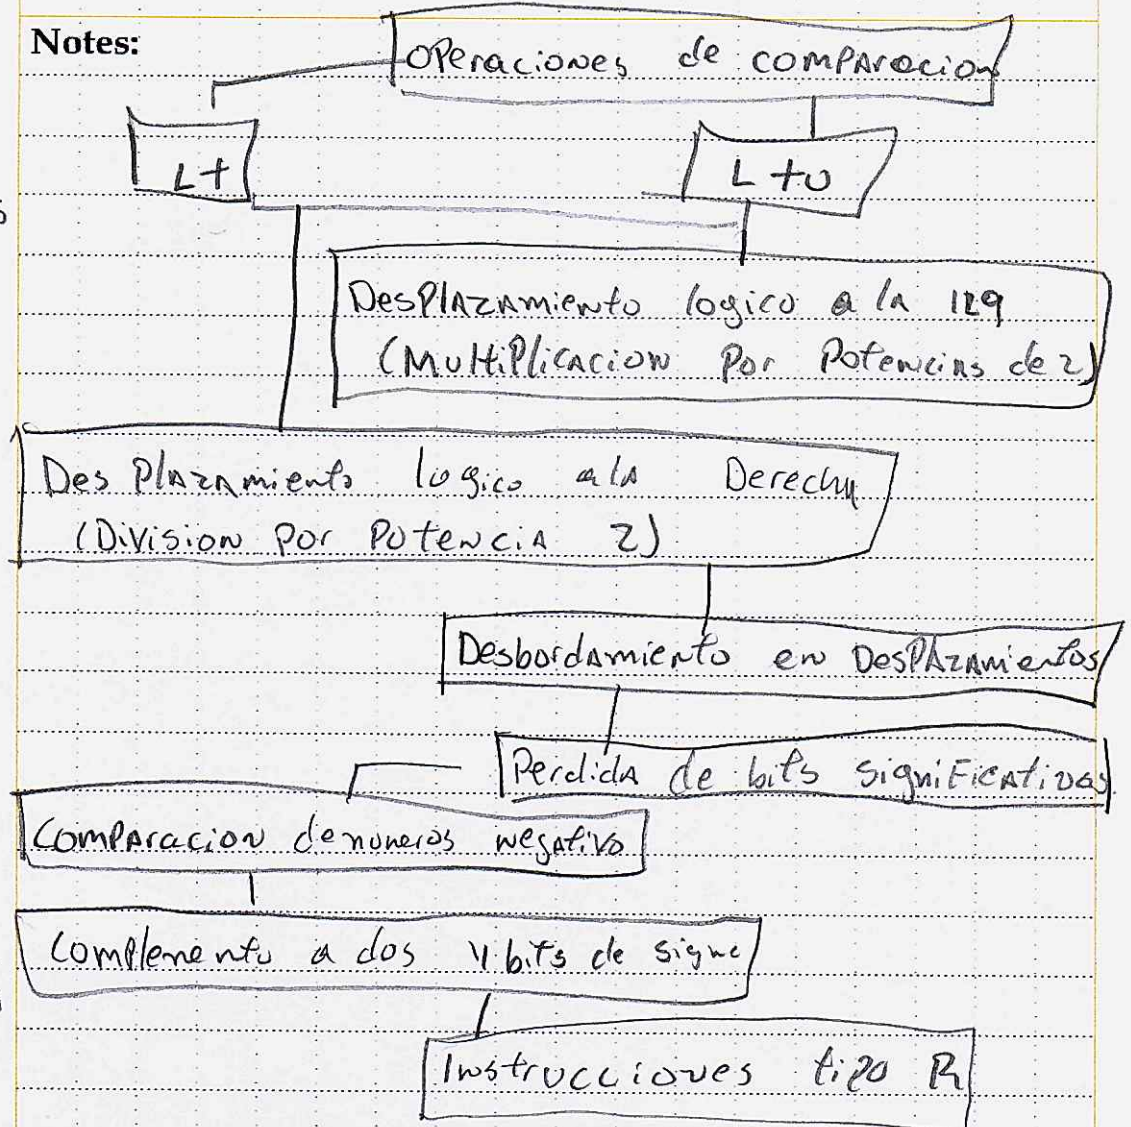 Notes:
Operaciones de comparacion
Lt
Ltu
Desplazamiento logico a la izq
(Multiplicacion Por Potencias de 2)
Desplazamiento logico a la Derecha
(Division Por Potencia 2)
Desbordamiento en Desplazamientos
Perdida de bits significativos
Comparacion de numeros negativo
Complemento a dos y bits de signo
Instrucciones tipo R